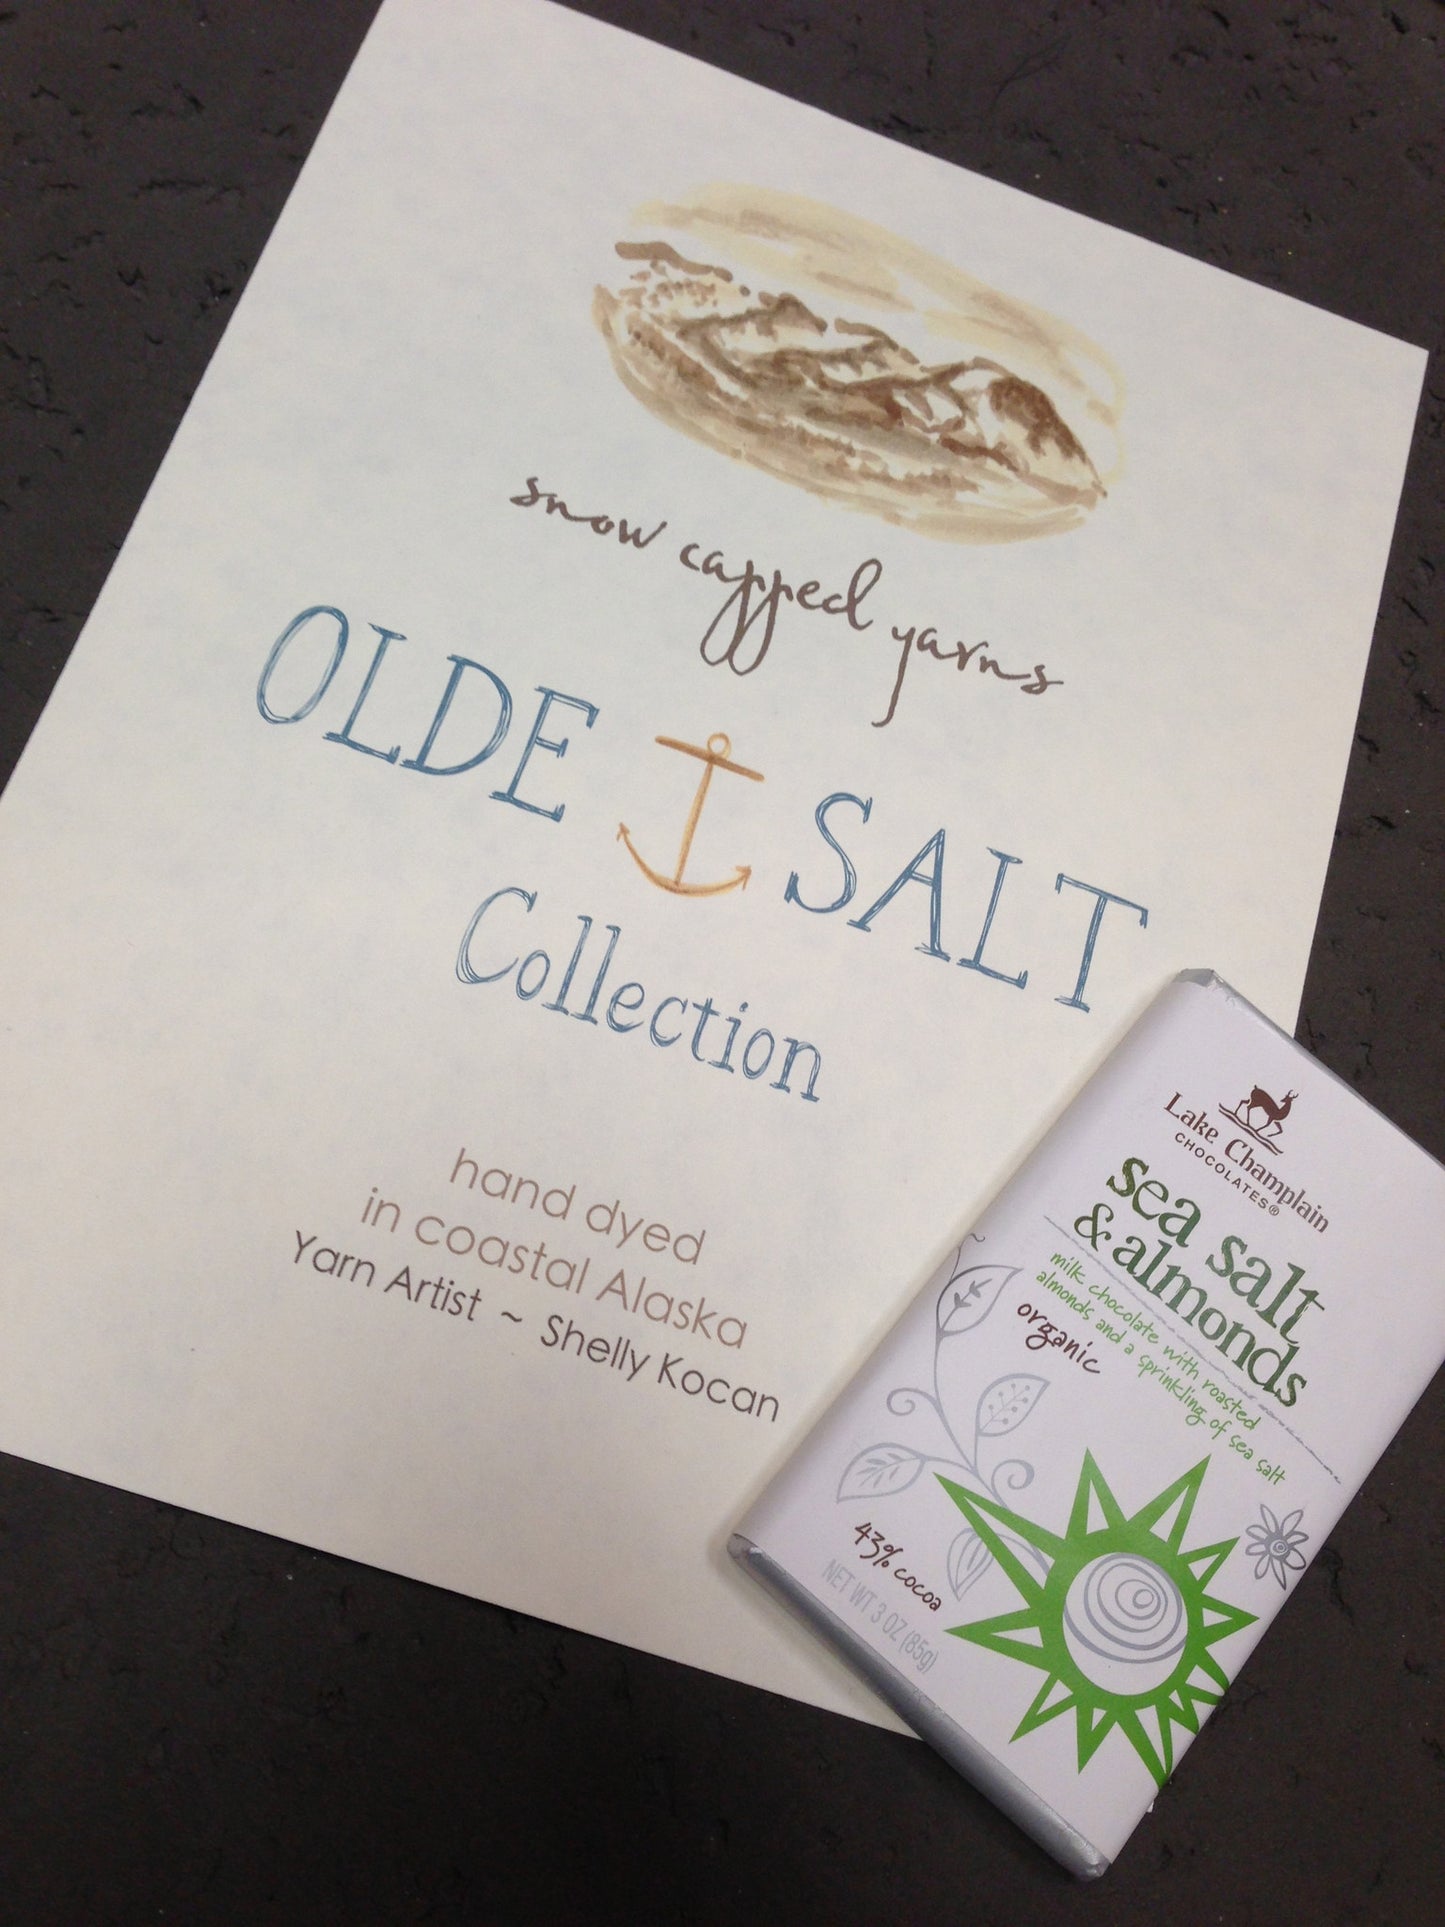 snow capped yarns
OLDE SALT
Collection
hand dyed
in coastal Alaska
Yarn Artist ~ Shelly Kocan
Lake Champlain
CHOCOLATES®
sea salt
& almonds
milk chocolate with roasted
almonds and a sprinkling of sea salt
organic
43% cocoa
NET WT 3 OZ (85g)